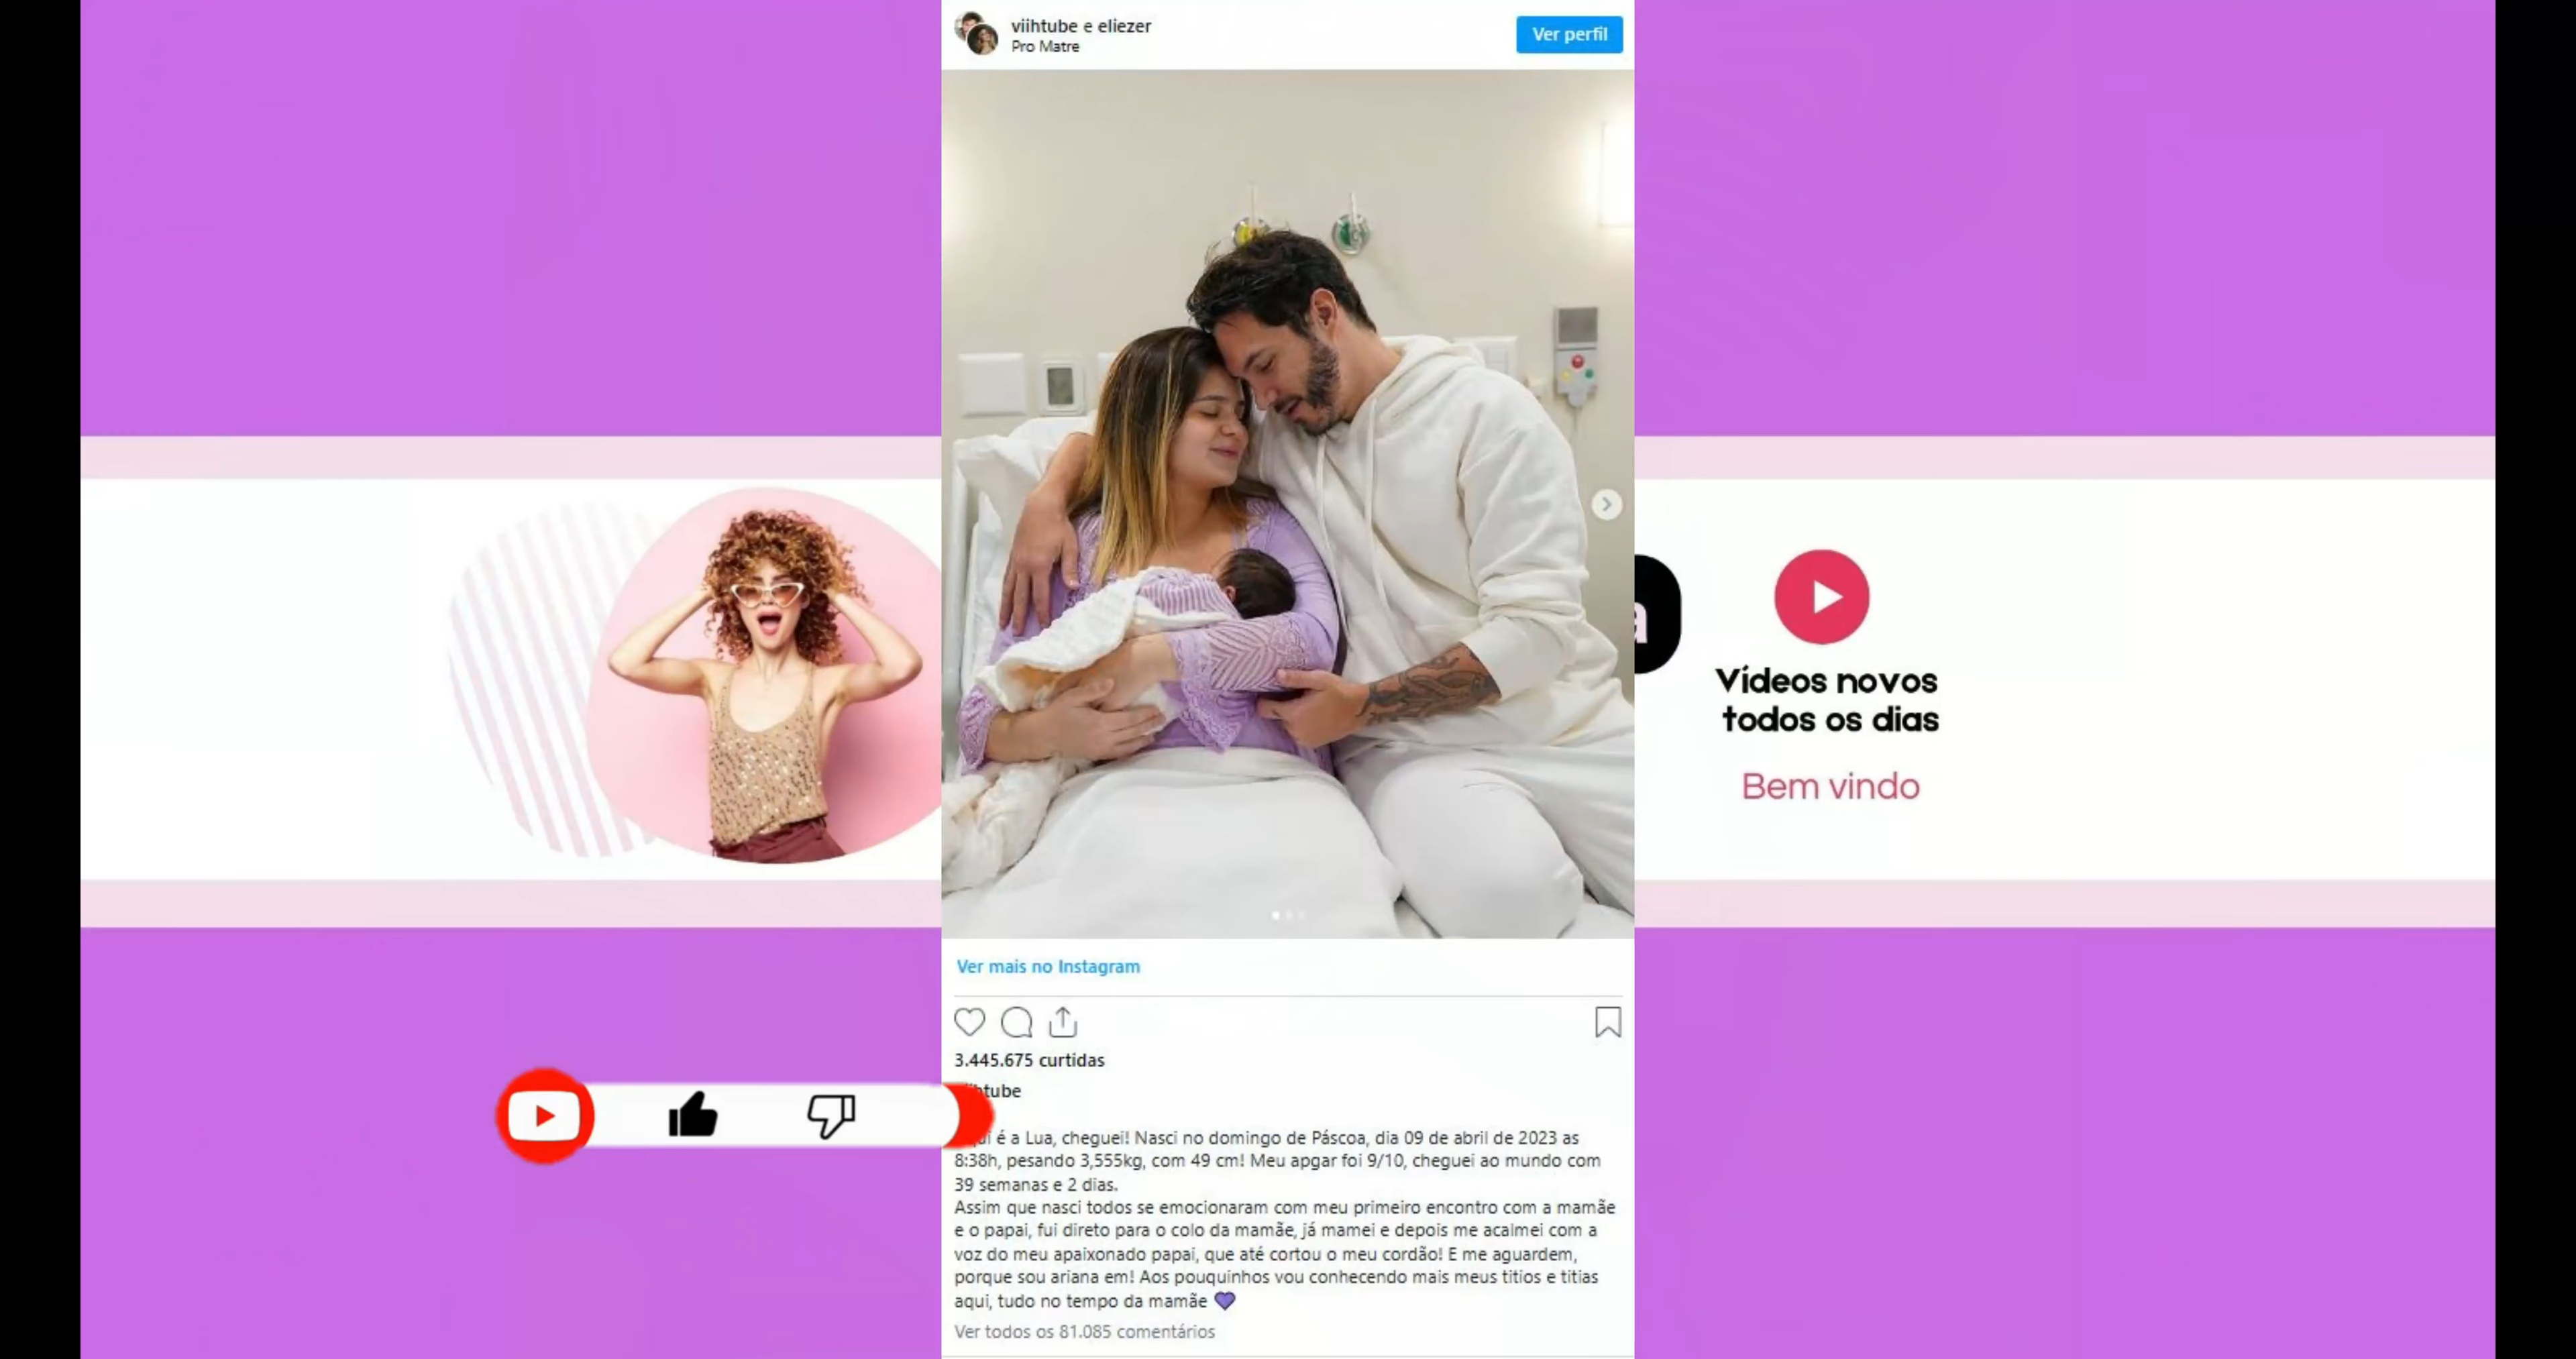 viihtube e eliezer
Pro Matre
Ver perfil
Vídeos novos
todos os dias
Bem vindo
Ver mais no Instagram
3.445.675 curtidas
é a Lua, cheguei! Nasci no domingo de Páscoa, dia 09 de abril de 2023 as
8:38h, pesando 3,555kg, com 49 cm! Meu apgar foi 9/10, cheguei ao mundo com
39 semanas e 2 dias.
Assim que nasci todos se emocionaram com meu primeiro encontro com a mamãe
e o papai, fui direto para o colo da mamãe, já mamei e depois me acalmei com a
voz do meu apaixonado papai, que até cortou o meu cordão! E me aguardem,
porque sou ariana em! Aos pouquinhos vou conhecendo mais meus titios e titias
aqui, tudo no tempo da mamãe 💜
Ver todos os 81.085 comentários